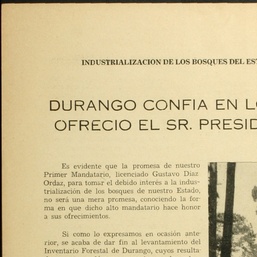 INDUSTRIALIZACION DE LOS BOSQUES DEL
DURANGO CONFIA EN
OFRECIO EL SR.
Es evidente que la promesa de nuestro
Primer Mandatario, licenciado Gustavo Diaz
Ordaz, para tomar el debido interés a la indus-
trialización de los bosques de nuestro Estado,
no será una mera promesa, conociendo la for
ma en que dicho alto mandatario hace honor
a sus ofrecimientos.
Si como lo expresamos en ocasión ante
rior, se acaba de dar fin al levantamiento del
Inventario Forestal de Durango, cuyos resulta